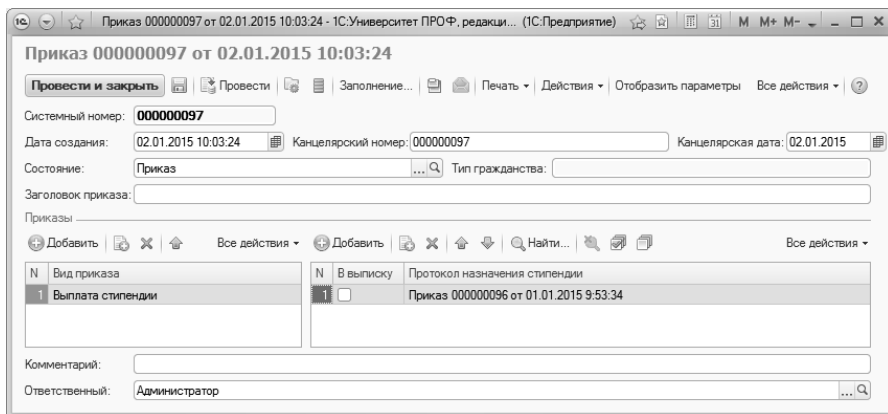 Приказ 000000097 от 02.01.2015 10:03:24 - 1С:Университет ПРОФ, редакци... (1С:Предприятие) M M+ M-
Приказ 000000097 от 02.01.2015 10:03:24
Провести и закрыть Провести Заполнение... Печать Действия Отобразить параметры Все действия
Системный номер: 000000097
Дата создания: 02.01.2015 10:03:24 Канцелярский номер: 000000097 Канцелярская дата: 02.01.2015
Состояние: Приказ ... Тип гражданства:
Заголовок приказа:
Приказы
Добавить Все действия Добавить Найти... Все действия
N Вид приказа N В выписку Протокол назначения стипендии
1 Выплата стипендии 1 Приказ 000000096 от 01.01.2015 9:53:34
Комментарий:
Ответственный: Администратор ...